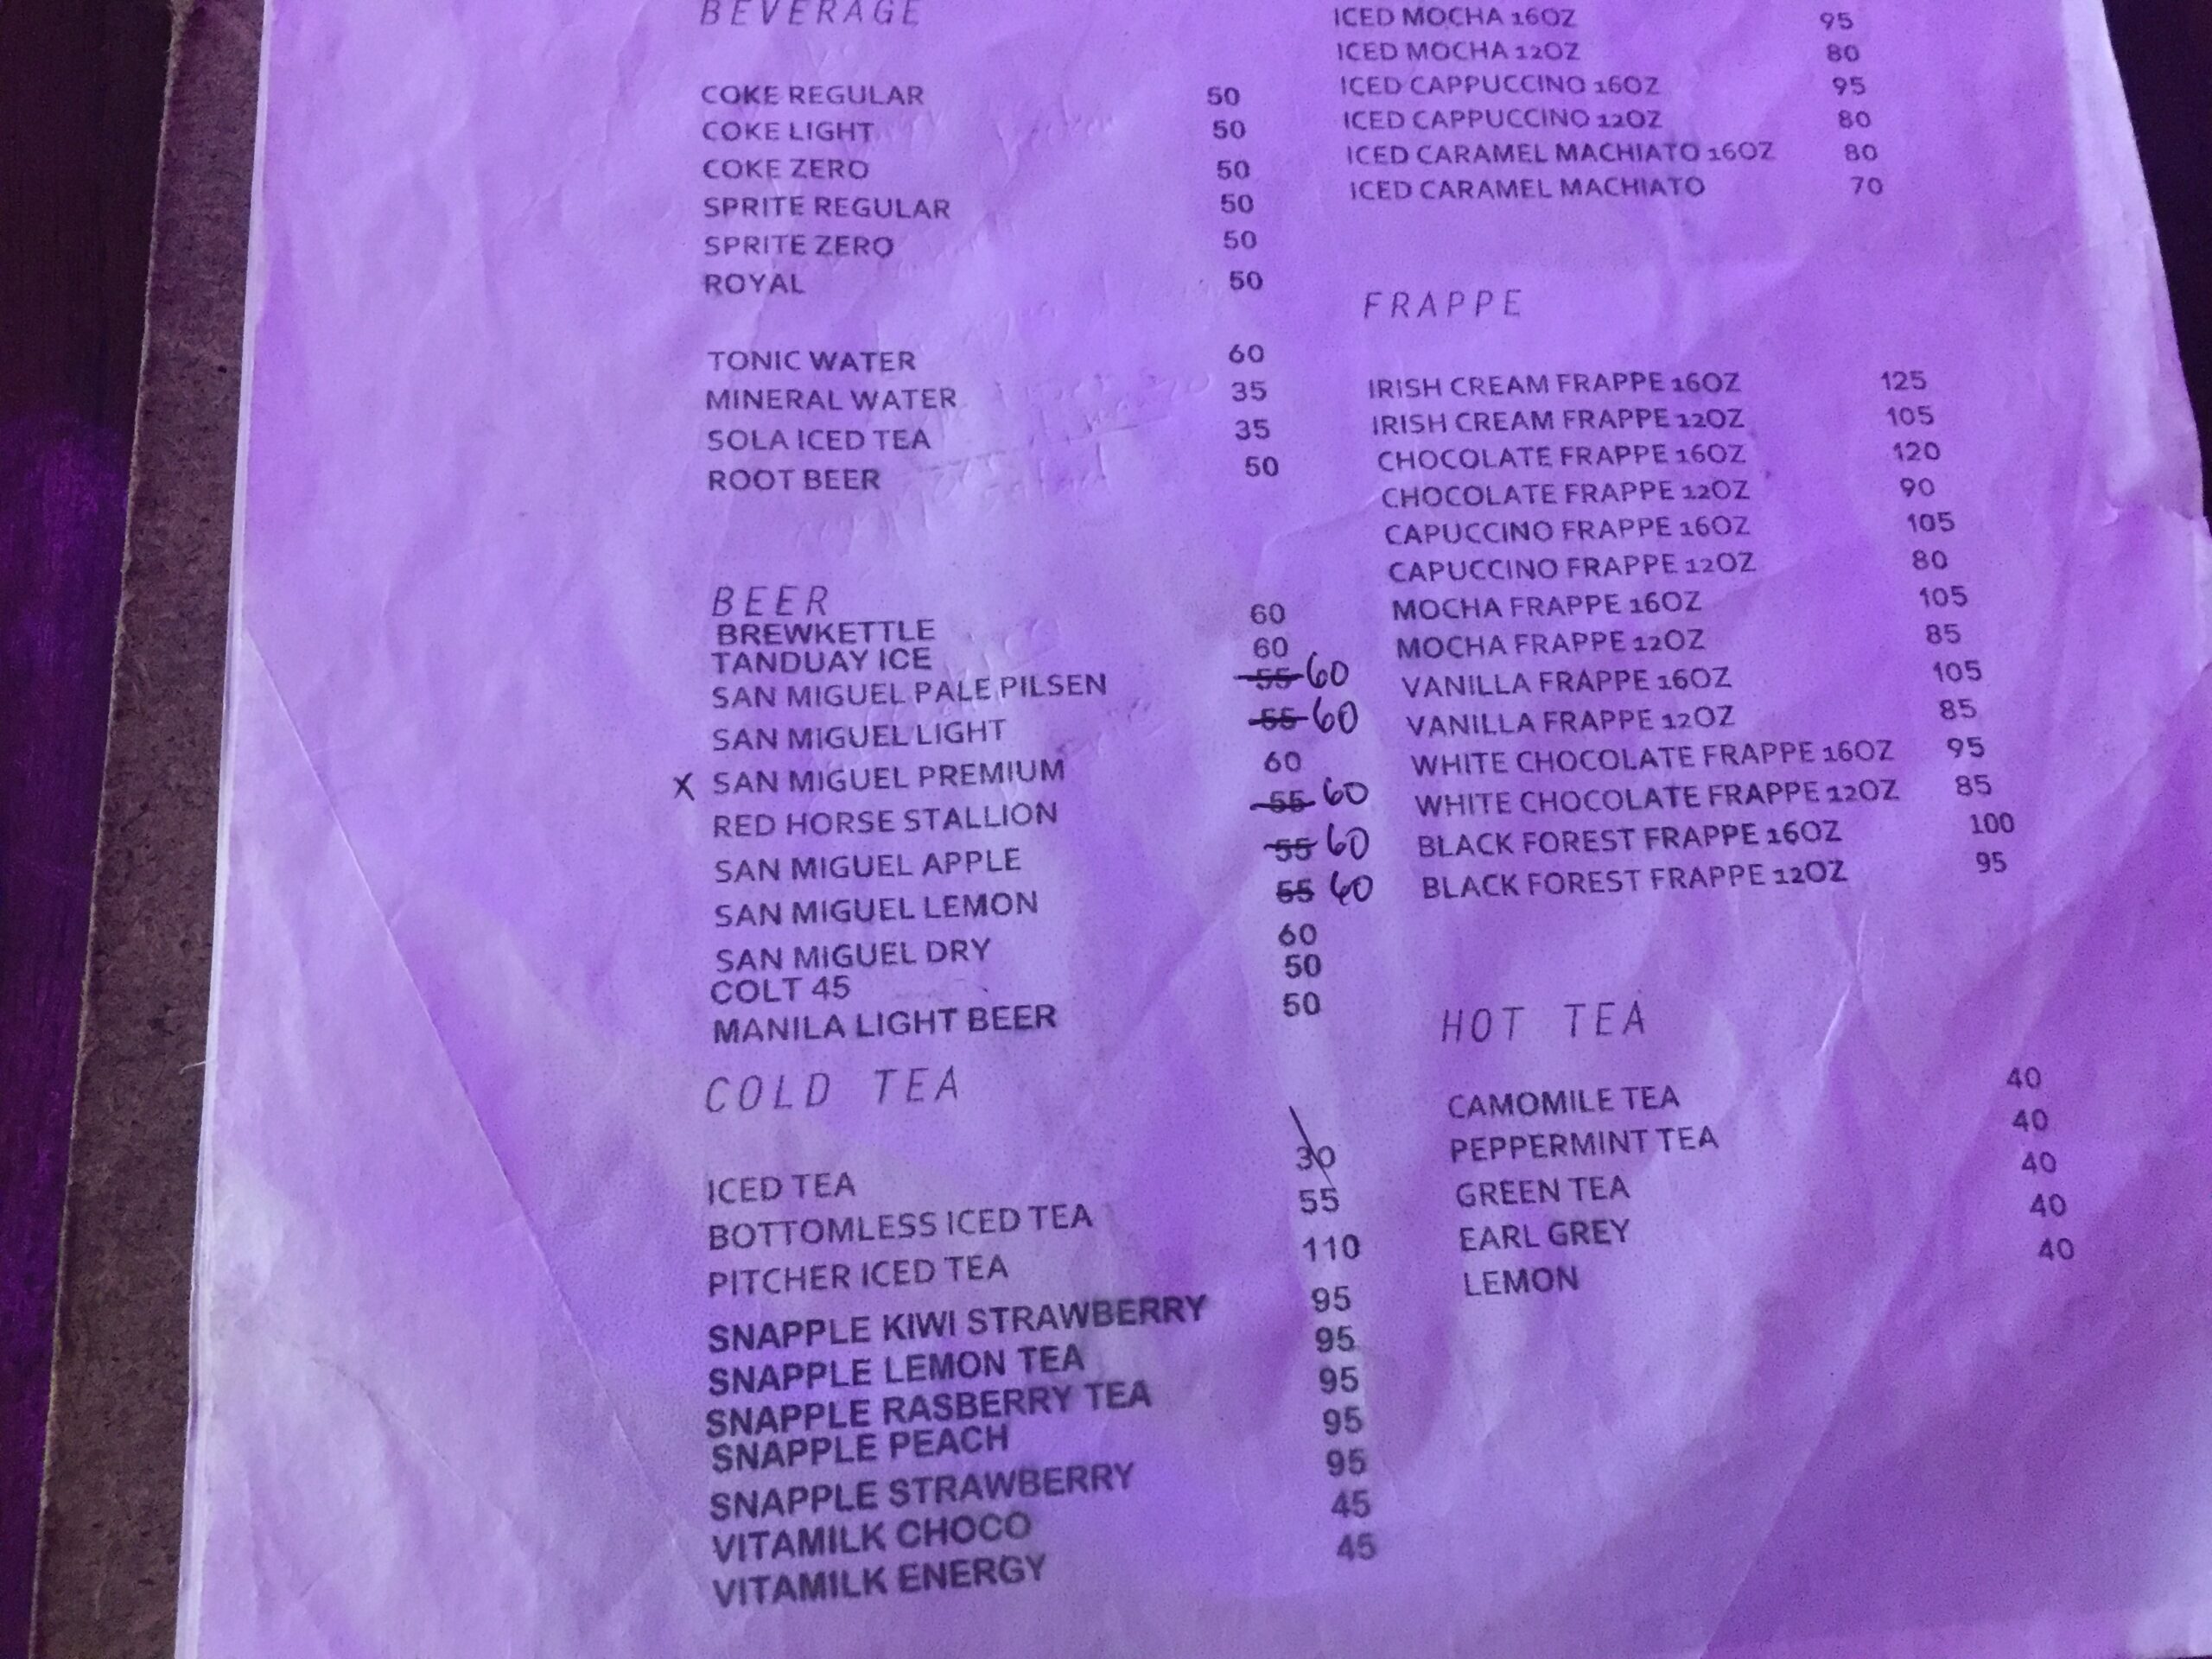 BEVERAGE
COKE REGULAR 50
COKE LIGHT 50
COKE ZERO 50
SPRITE REGULAR 50
SPRITE ZERO 50
ROYAL 50
TONIC WATER 60
MINERAL WATER 35
SOLA ICED TEA 35
ROOT BEER 50
BEER
BREWKETTLE 60
TANDUAY ICE 60
SAN MIGUEL PALE PILSEN 55 60
SAN MIGUEL LIGHT 55 60
X SAN MIGUEL PREMIUM 60
RED HORSE STALLION 55 60
SAN MIGUEL APPLE 55 60
SAN MIGUEL LEMON 55 60
SAN MIGUEL DRY 60
COLT 45 50
MANILA LIGHT BEER 50
COLD TEA
ICED TEA 30
BOTTOMLESS ICED TEA 55
PITCHER ICED TEA 110
SNAPPLE KIWI STRAWBERRY 95
SNAPPLE LEMON TEA 95
SNAPPLE RASBERRY TEA 95
SNAPPLE PEACH 95
SNAPPLE STRAWBERRY 95
VITAMILK CHOCO 45
VITAMILK ENERGY 45
ICED MOCHA 16OZ 95
ICED MOCHA 12OZ 80
ICED CAPPUCCINO 16OZ 95
ICED CAPPUCCINO 12OZ 80
ICED CARAMEL MACHIATO 16OZ 80
ICED CARAMEL MACHIATO 70
FRAPPE
IRISH CREAM FRAPPE 16OZ 125
IRISH CREAM FRAPPE 12OZ 105
CHOCOLATE FRAPPE 16OZ 120
CHOCOLATE FRAPPE 12OZ 90
CAPUCCINO FRAPPE 16OZ 105
CAPUCCINO FRAPPE 12OZ 80
MOCHA FRAPPE 16OZ 105
MOCHA FRAPPE 12OZ 85
VANILLA FRAPPE 16OZ 105
VANILLA FRAPPE 12OZ 85
WHITE CHOCOLATE FRAPPE 16OZ 95
WHITE CHOCOLATE FRAPPE 12OZ 85
BLACK FOREST FRAPPE 16OZ 100
BLACK FOREST FRAPPE 12OZ 95
HOT TEA
CAMOMILE TEA 40
PEPPERMINT TEA 40
GREEN TEA 40
EARL GREY 40
LEMON 40